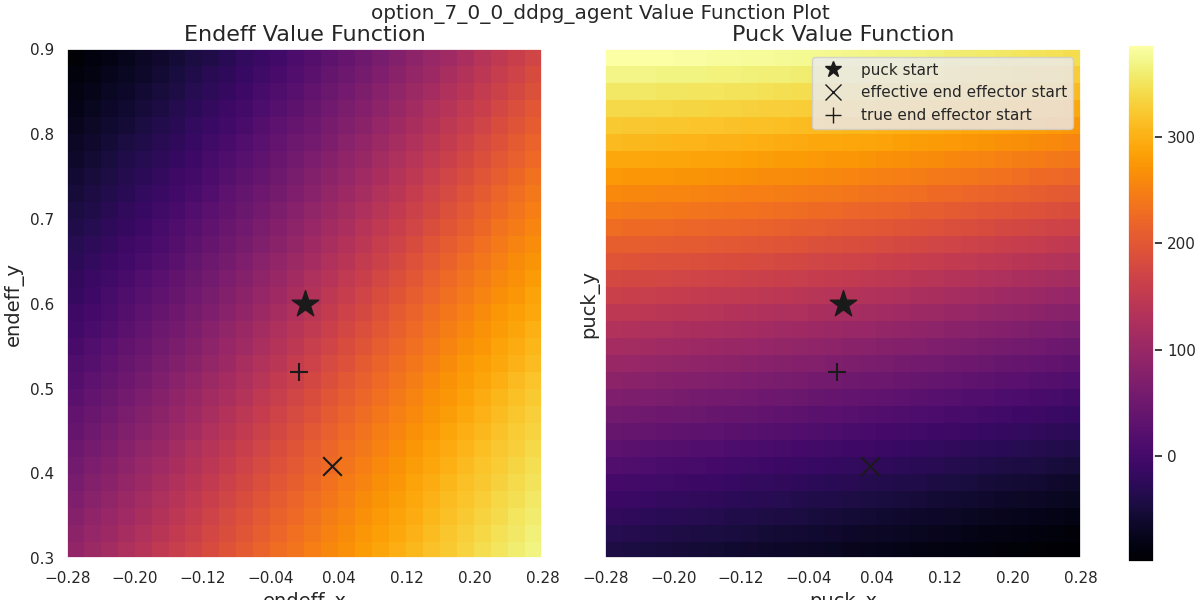 option_7_0_0_ddpg_agent Value Function Plot
Endeff Value Function
Puck Value Function
puck start
effective end effector start
true end effector start
0.9
0.8
0.7
0.6
0.5
0.4
0.3
endeff_y
−0.28 −0.20 −0.12 −0.04 0.04 0.12 0.20 0.28
endeff_x
puck_y
−0.28 −0.20 −0.12 −0.04 0.04 0.12 0.20 0.28
puck_x
300
200
100
0